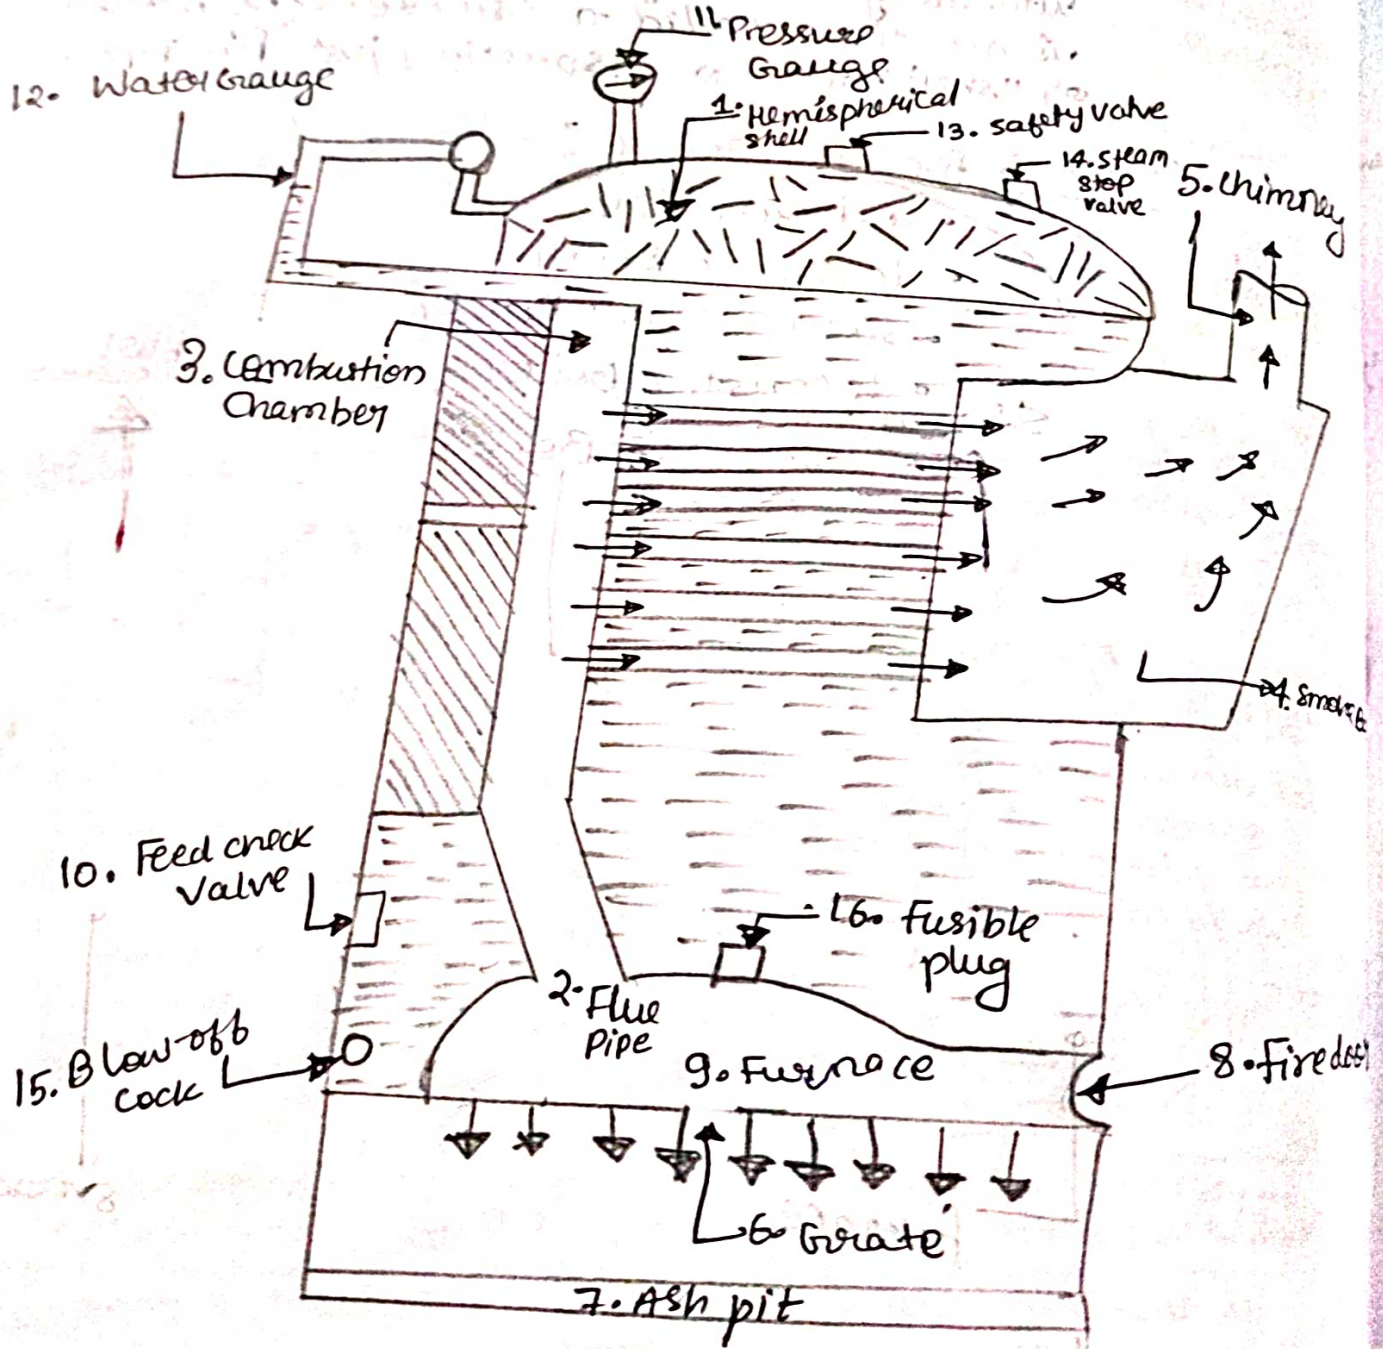 11. Pressure
Gauge
12. Water Gauge
1. Hemispherical
shell
13. Safety valve
14. Steam
stop
valve
5. Chimney
3. Combustion
Chamber
10. Feed check
valve
16. Fusible
plug
2. Flue
pipe
15. Blow-off
Cock
9. Furnace
8. Fire door
6. Grate
7. Ash pit